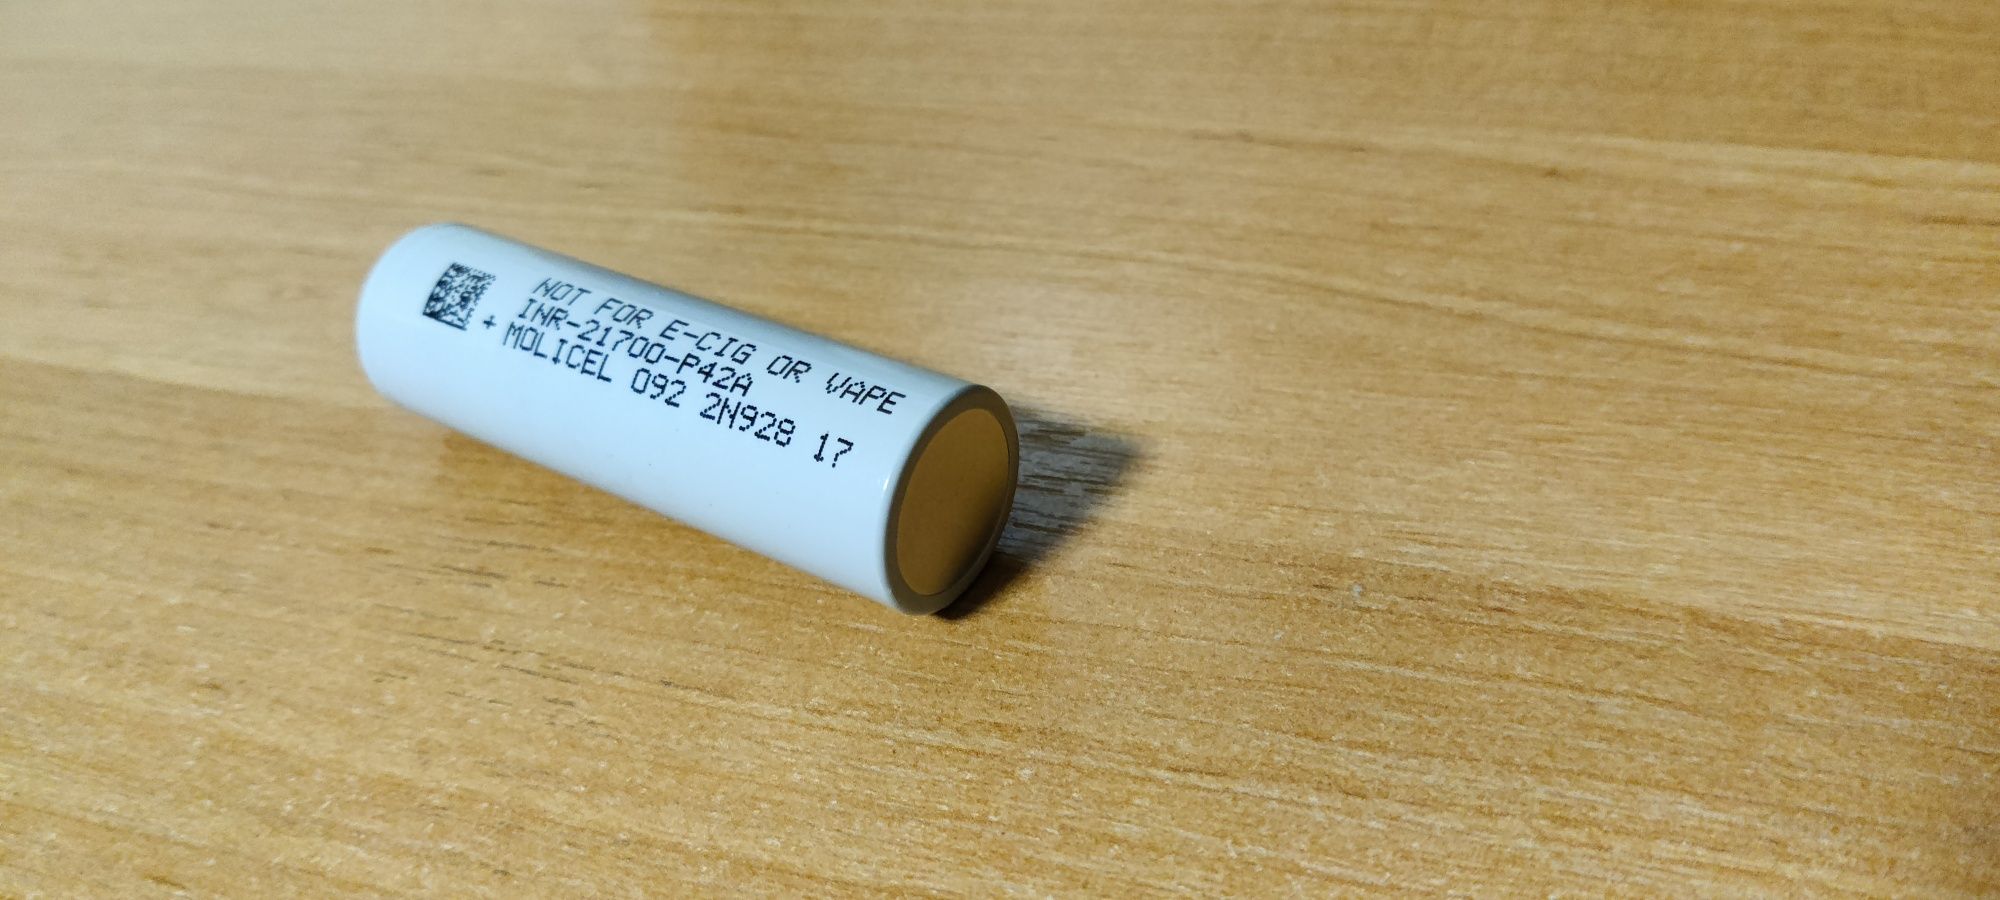 NOT FOR E-CIG OR VAPE
INR-21700-P42A
+ MOLICEL 092 2N928 17